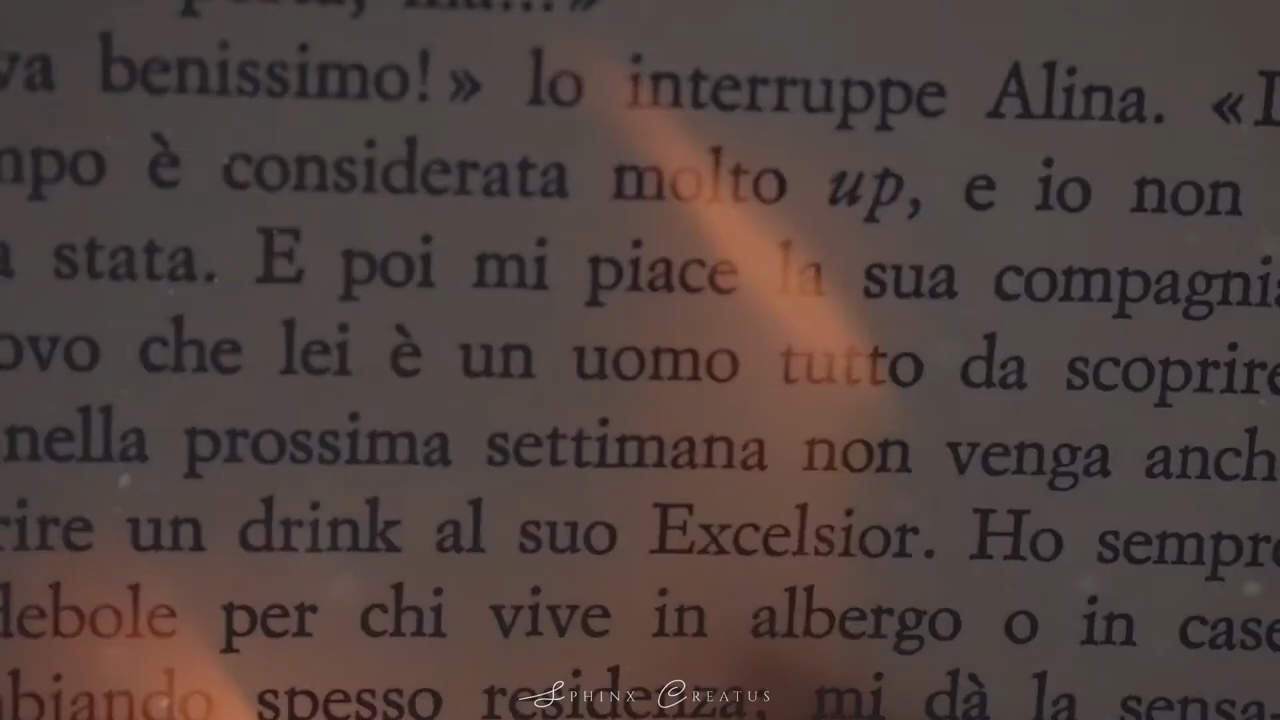 va benissimo!» lo interruppe Alina. «
mpo è considerata molto up, e io non
a stata. E poi mi piace la sua compagni
ovo che lei è un uomo tutto da scoprire
nella prossima settimana non venga anch
rire un drink al suo Excelsior. Ho sempre
debole per chi vive in albergo o in case
biando spesso residenza, mi dà la sensa-
SPHINX CREATUS